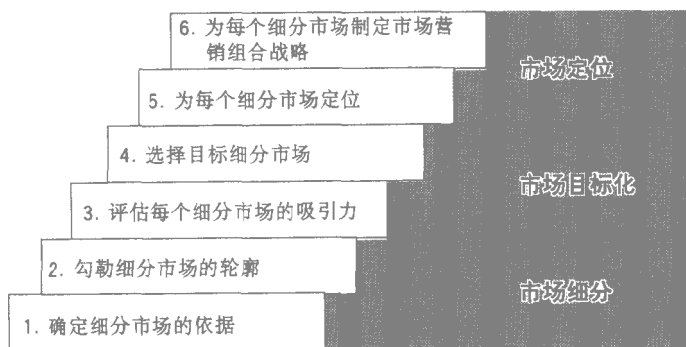 6. 为每个细分市场制定市场营
销组合战略
市场定位
5. 为每个细分市场定位
4. 选择目标细分市场
市场目标化
3. 评估每个细分市场的吸引力
2. 勾勒细分市场的轮廓
市场细分
1. 确定细分市场的依据